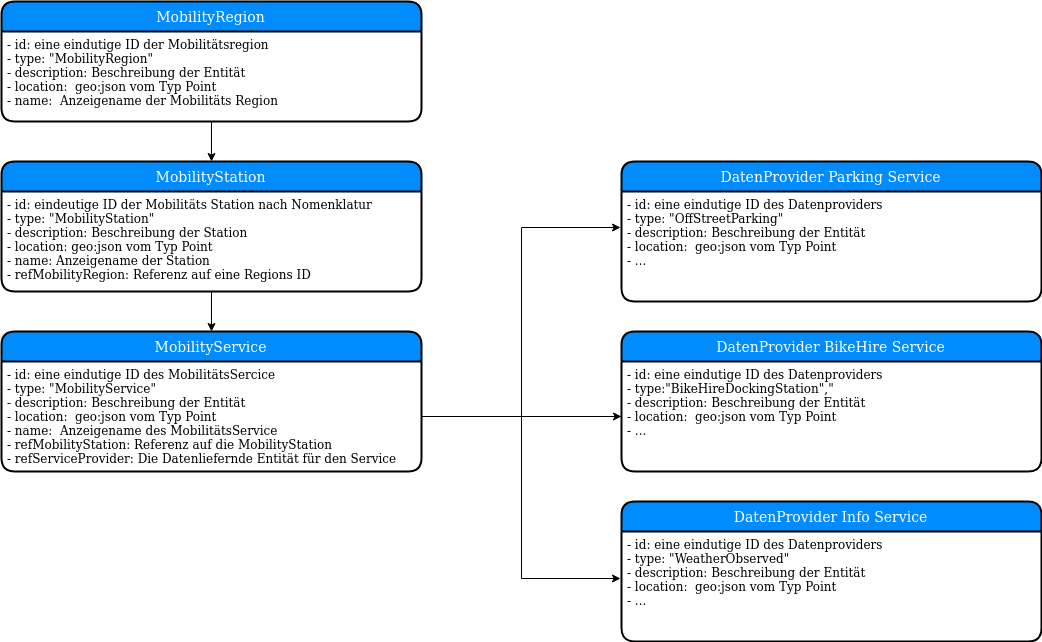 MobilityRegion
- id: eine eindutige ID der Mobilitätsregion
- type: "MobilityRegion"
- description: Beschreibung der Entität
- location:  geo:json vom Typ Point
- name:  Anzeigename der Mobilitäts Region
MobilityStation
- id: eindeutige ID der Mobilitäts Station nach Nomenklatur
- type: "MobilityStation"
- description: Beschreibung der Station
- location: geo:json vom Typ Point
- name: Anzeigename der Station
- refMobilityRegion: Referenz auf eine Regions ID
MobilityService
- id: eine eindutige ID des MobilitätsSercice
- type: "MobilityService"
- description: Beschreibung der Entität
- location:  geo:json vom Typ Point
- name:  Anzeigename des MobilitätsService
- refMobilityStation: Referenz auf die MobilityStation
- refServiceProvider: Die Datenliefernde Entität für den Service
DatenProvider Parking Service
- id: eine eindutige ID des Datenproviders
- type: "OffStreetParking"
- description: Beschreibung der Entität
- location:  geo:json vom Typ Point
- ...
DatenProvider BikeHire Service
- id: eine eindutige ID des Datenproviders
- type:"BikeHireDockingStation","
- description: Beschreibung der Entität
- location:  geo:json vom Typ Point
- ...
DatenProvider Info Service
- id: eine eindutige ID des Datenproviders
- type: "WeatherObserved"
- description: Beschreibung der Entität
- location:  geo:json vom Typ Point
- ...